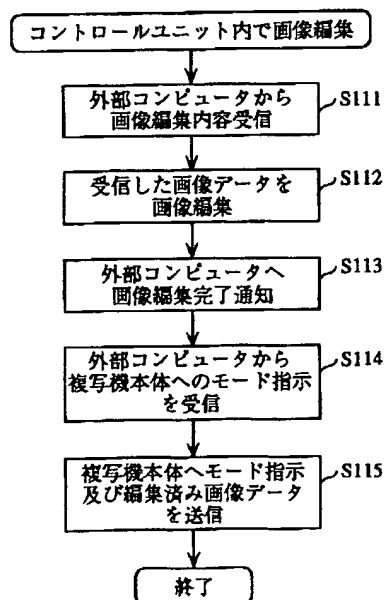 コントロールユニット内で画像編集
外部コンピュータから
画像編集内容受信
S111
受信した画像データを
画像編集
S112
外部コンピュータへ
画像編集完了通知
S113
外部コンピュータから
複写機本体へのモード指示
を受信
S114
複写機本体へモード指示
及び編集済み画像データ
を送信
S115
終了